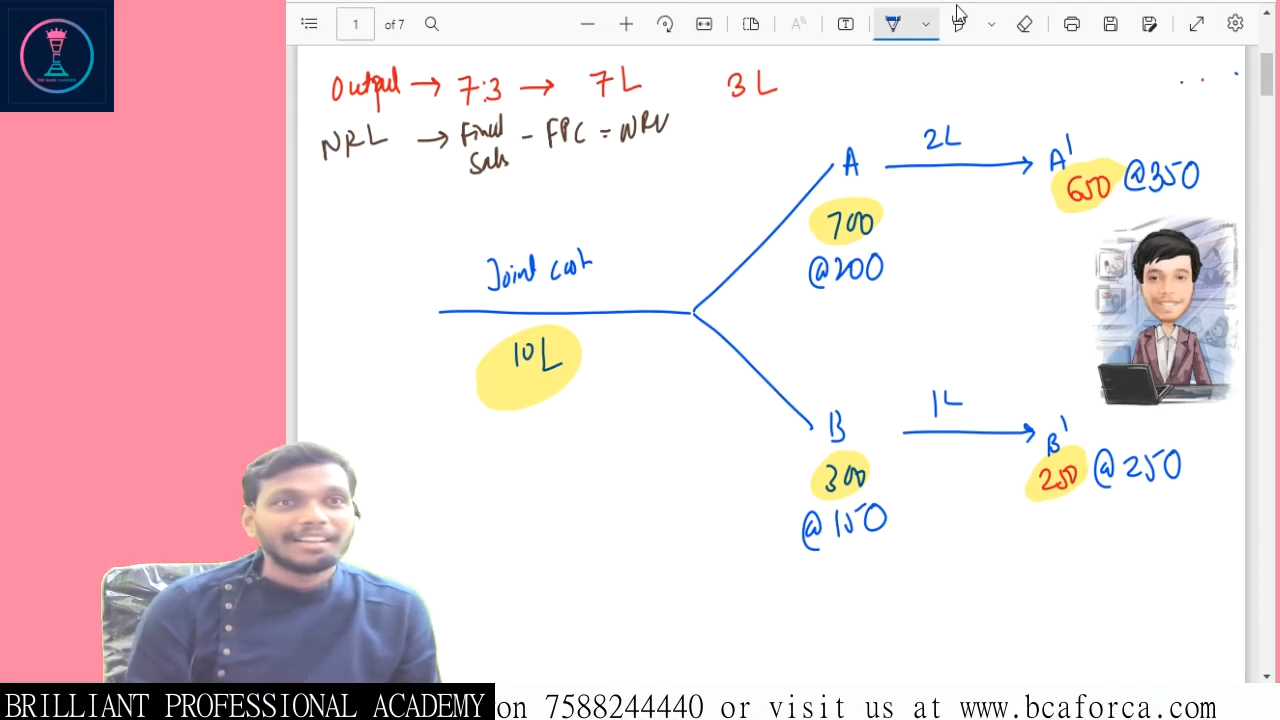 1 of 7
Output → 7:3 → 7L 3L
NRL → Final Sales - FPC = NRV
Joint cost
10L
A
700
@200
2L
A'
650 @350
B
300
@150
1L
B'
250 @250
BRILLIANT PROFESSIONAL ACADEMY on 7588244440 or visit us at www.bcaforca.com